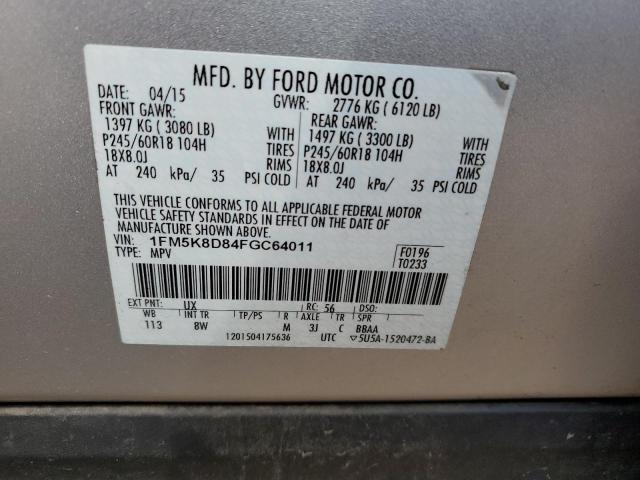 MFD. BY FORD MOTOR CO.
DATE: 04/15 GVWR: 2776 KG ( 6120 LB)
FRONT GAWR: REAR GAWR:
1397 KG ( 3080 LB) WITH 1497 KG ( 3300 LB) WITH
P245/60R18 104H TIRES P245/60R18 104H TIRES
18X8.0J RIMS 18X8.0J RIMS
AT 240 kPa/ 35 PSI COLD AT 240 kPa/ 35 PSI COLD
THIS VEHICLE CONFORMS TO ALL APPLICABLE FEDERAL MOTOR
VEHICLE SAFETY STANDARDS IN EFFECT ON THE DATE OF
MANUFACTURE SHOWN ABOVE.
VIN: 1FM5K8D84FGC64011 F0196
TYPE: MPV T0233
EXT PNT: UX RC: 56 DSO:
WB INT TR TP/PS R AXLE TR SPR
113 8W M 3J C BBAA
1201504175636 UTC ▽5U5A-1520472-BA